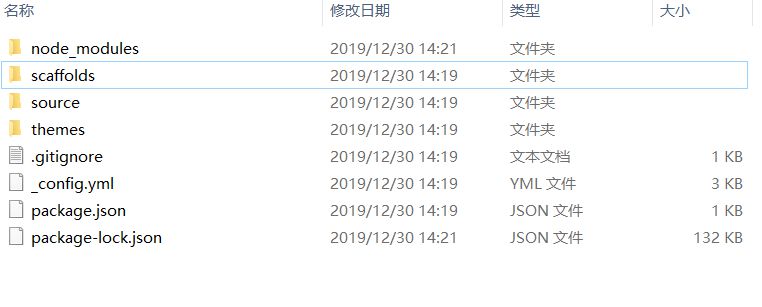 名称 修改日期 类型 大小
node_modules 2019/12/30 14:21 文件夹
scaffolds 2019/12/30 14:19 文件夹
source 2019/12/30 14:19 文件夹
themes 2019/12/30 14:19 文件夹
.gitignore 2019/12/30 14:19 文本文档 1 KB
_config.yml 2019/12/30 14:19 YML 文件 3 KB
package.json 2019/12/30 14:19 JSON 文件 1 KB
package-lock.json 2019/12/30 14:21 JSON 文件 132 KB